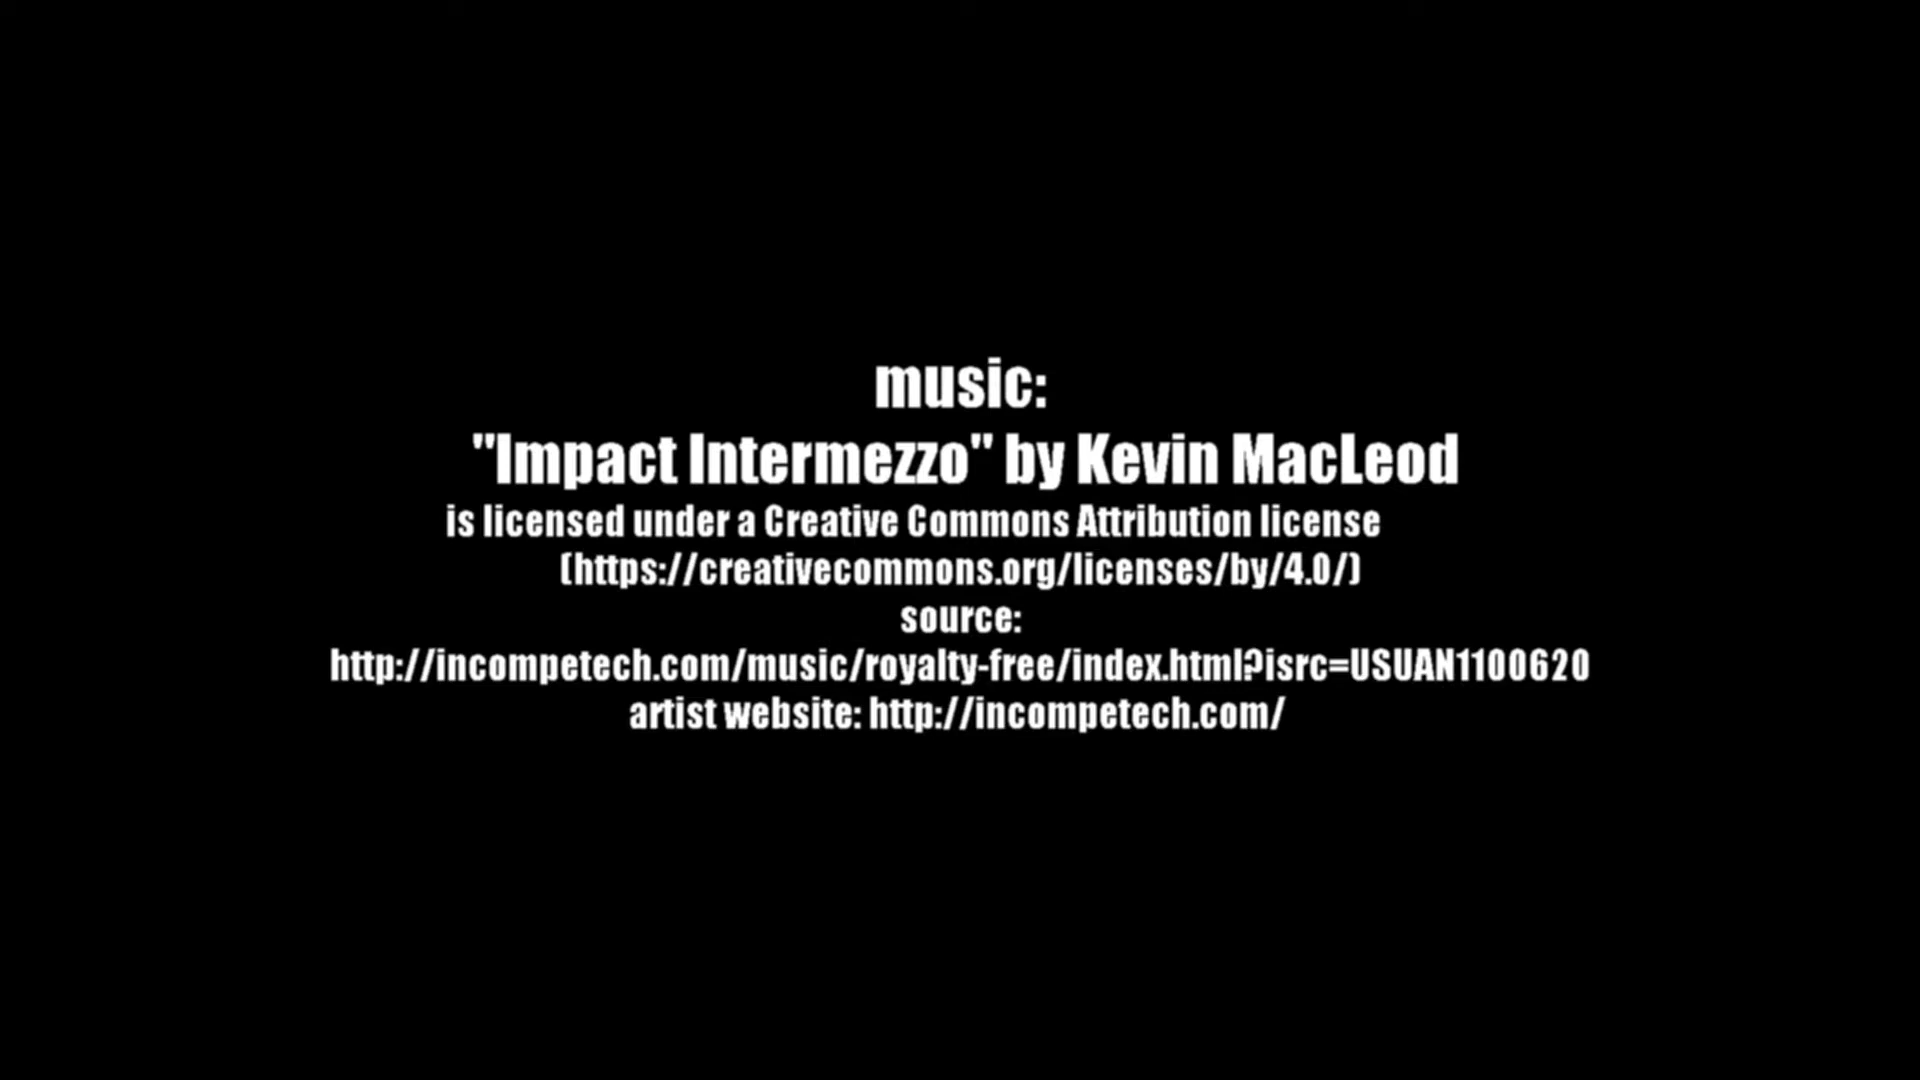 music:
"Impact Intermezzo" by Kevin MacLeod
is licensed under a Creative Commons Attribution license
(https://creativecommons.org/licenses/by/4.0/)
source:
http://incompetech.com/music/royalty-free/index.html?isrc=USUAN1100620
artist website: http://incompetech.com/